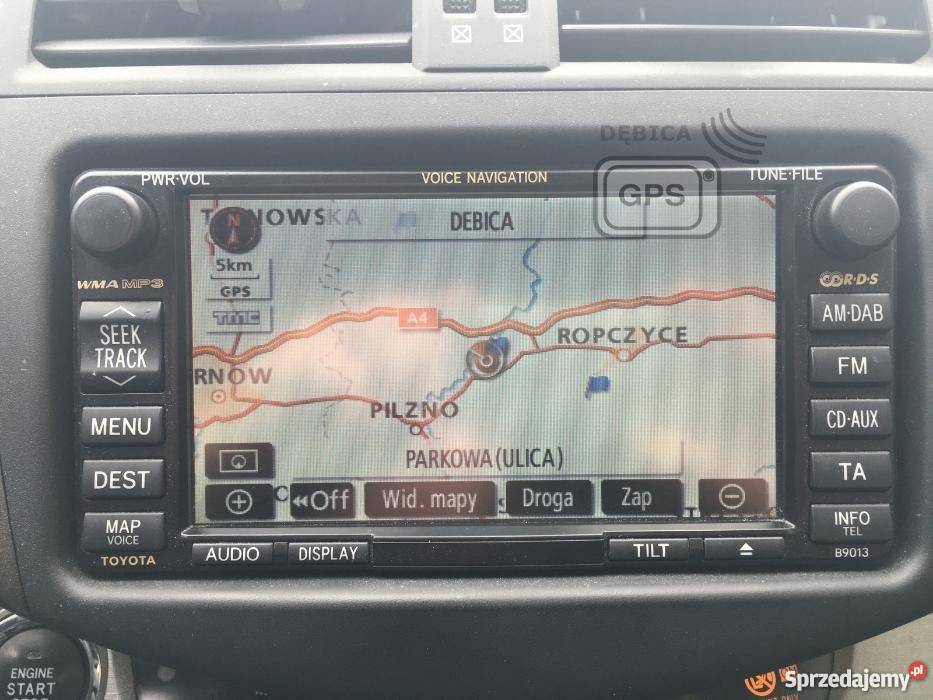 DĘBICA
GPS
PWR·VOL
VOICE NAVIGATION
TUNE·FILE
NOWSKA
N
DEBICA
5km
GPS
TMC
WMA MP3
R·D·S
SEEK
TRACK
AM·DAB
A4
ROPCZYCE
FM
RNÓW
PILZNO
MENU
CD·AUX
PARKOWA(ULICA)
DEST
TA
Off
Wid. mapy
Droga
Zap
MAP
VOICE
INFO
TEL
TOYOTA
AUDIO
DISPLAY
TILT
B9013
ENGINE
START
Sprzedajemy.pl